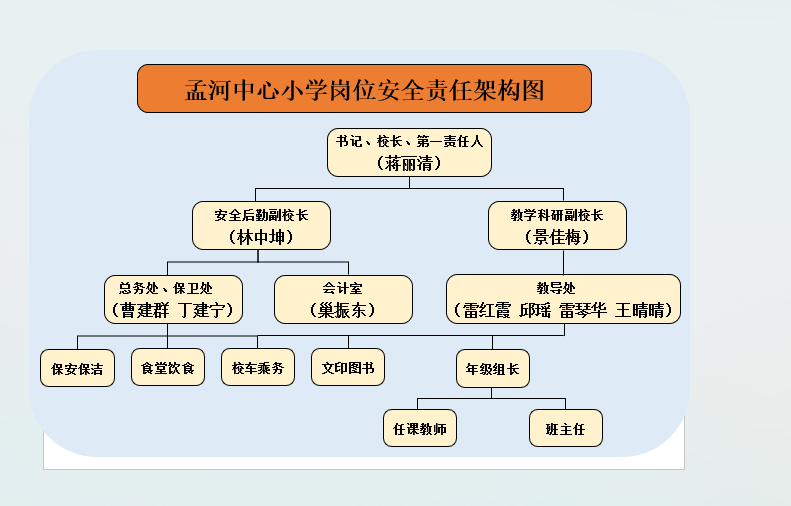 孟河中心小学岗位安全责任架构图
书记、校长、第一责任人
（蒋丽清）
安全后勤副校长
（林中坤）
教学科研副校长
（景佳梅）
总务处、保卫处
（曹建群 丁建宁）
会计室
（巢振东）
教导处
（雷红霞 邱瑶 雷琴华 王晴晴）
保安保洁
食堂饮食
校车乘务
文印图书
年级组长
任课教师
班主任